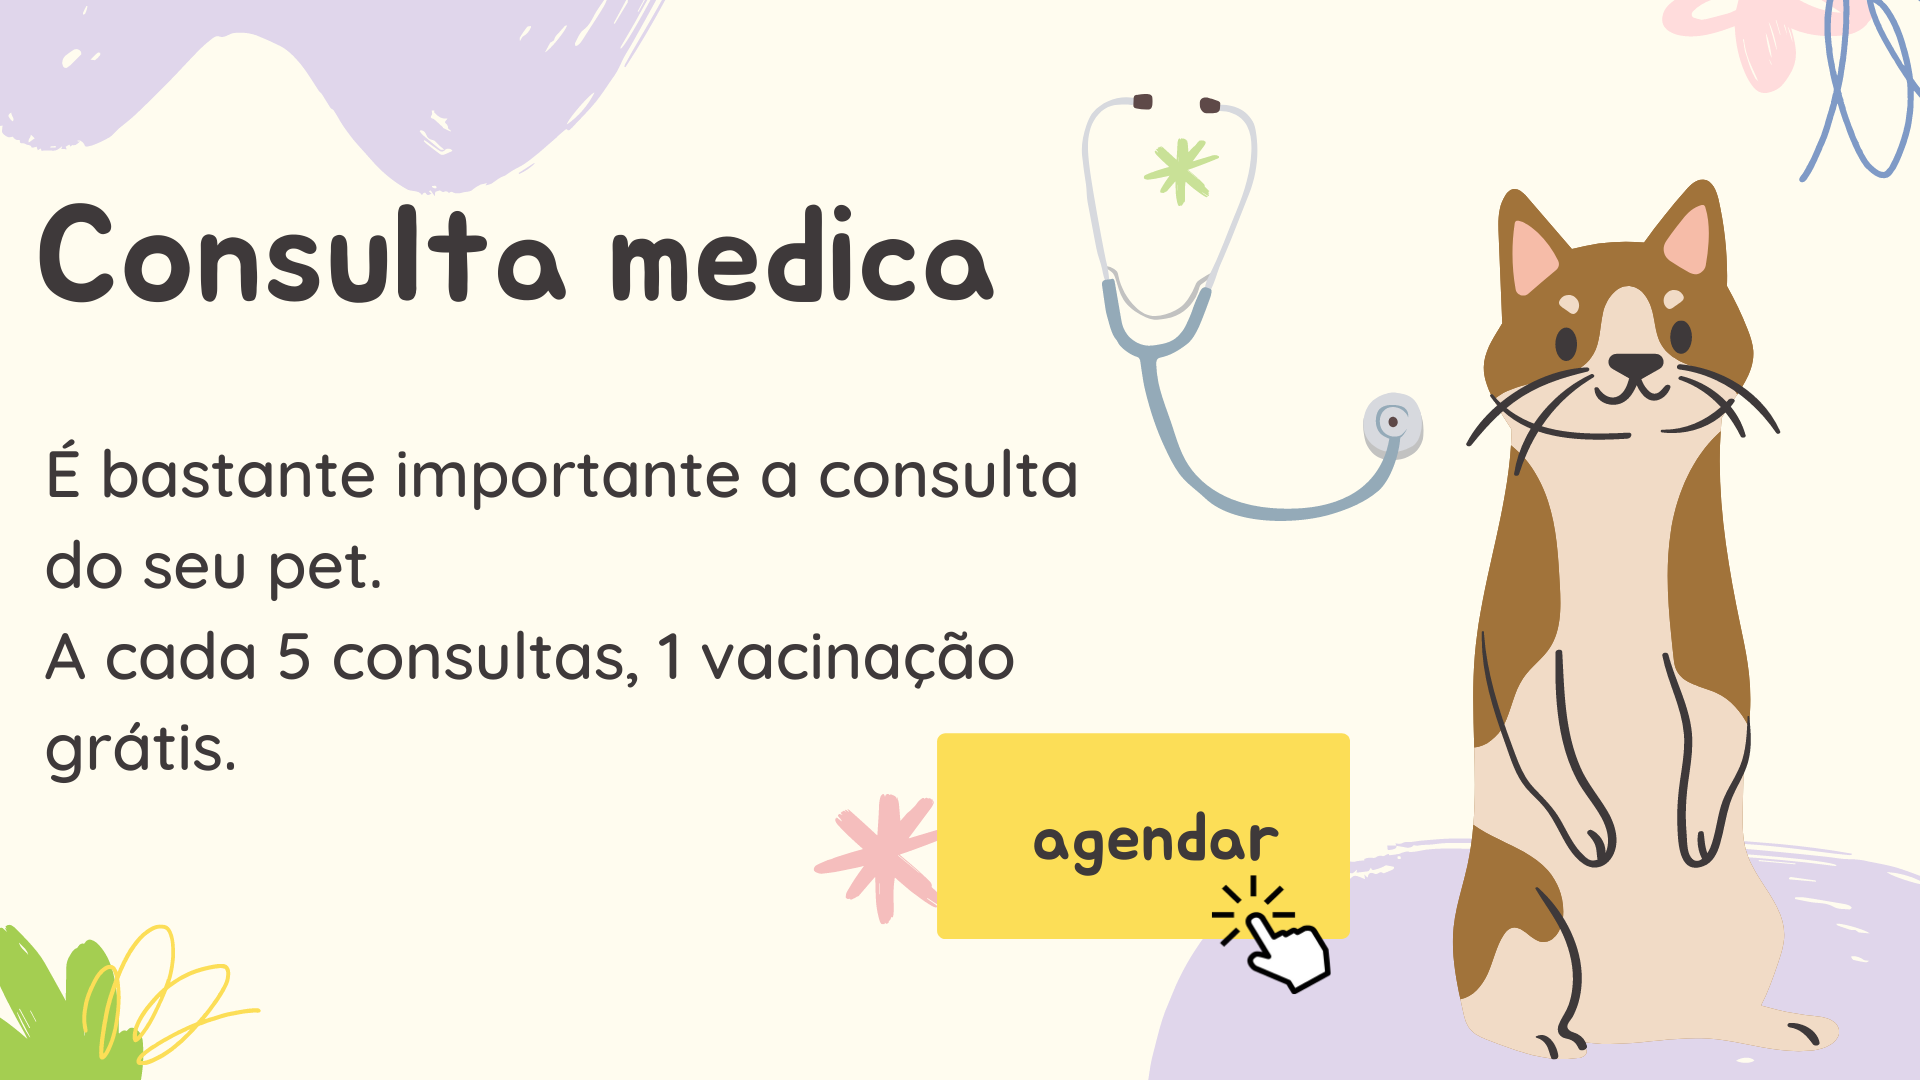 Consulta medica
É bastante importante a consulta
do seu pet.
A cada 5 consultas, 1 vacinação
grátis.
agendar